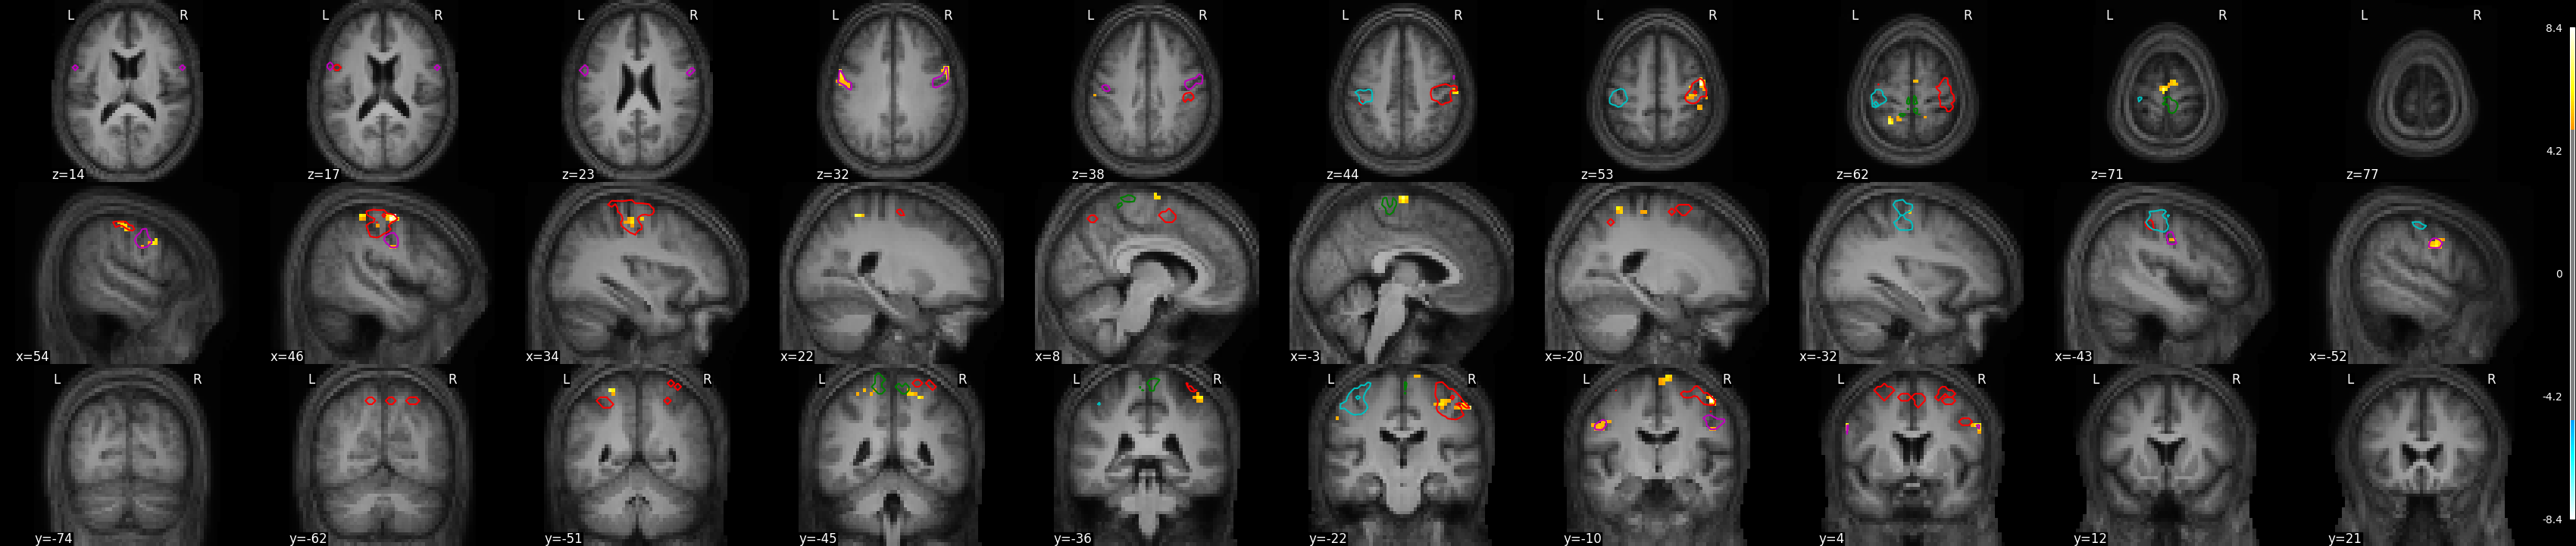 L R L R L R L R L R L R L R L R L R L R
8.4
z=14 z=17 z=23 z=32 z=38 z=44 z=53 z=62 z=71 z=77
4.2
0
x=54 x=46 x=34 x=22 x=8 x=-3 x=-20 x=-32 x=-43 x=-52
L R L R L R L R L R L R L R L R L R L R
-4.2
-8.4
y=-74 y=-62 y=-51 y=-45 y=-36 y=-22 y=-10 y=4 y=12 y=21